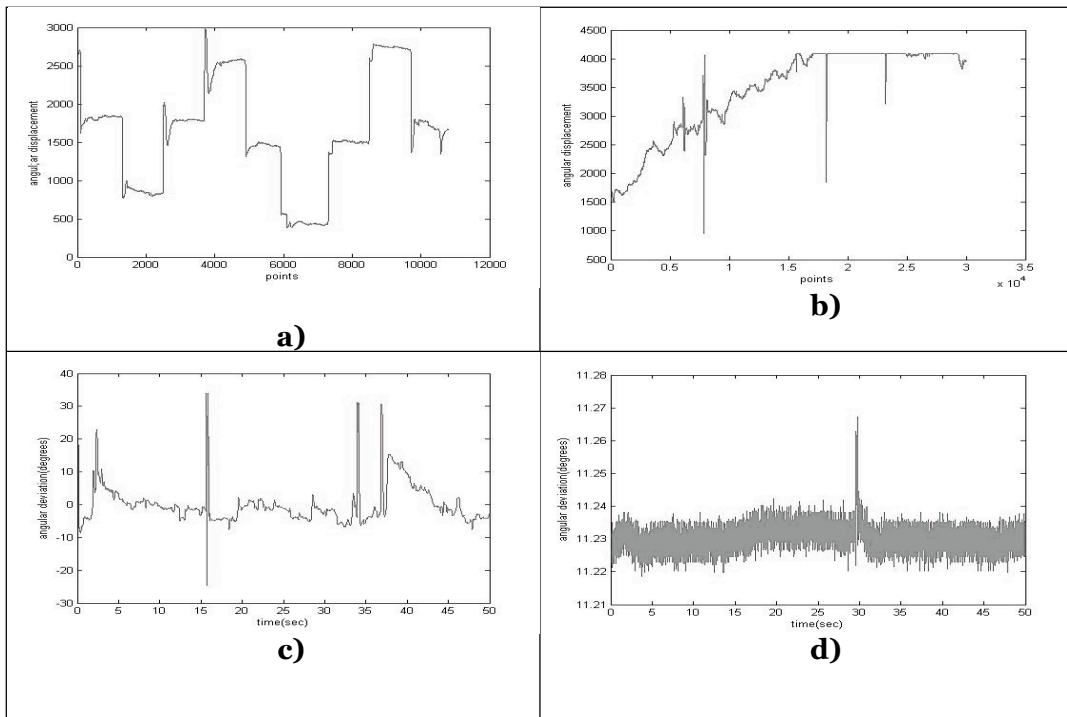 3000
2500
2000
1500
1000
500
0
angul;ar displacement
0 2000 4000 6000 8000 10000 12000
points
a)
4500
4000
3500
3000
2500
2000
1500
1000
500
angular displacement
0 0.5 1 1.5 2 2.5 3 3.5
points
x 10⁴
b)
40
30
20
10
0
-10
-20
-30
angular deviation(degrees)
0 5 10 15 20 25 30 35 40 45 50
time(sec)
c)
11.28
11.27
11.26
11.25
11.24
11.23
11.22
11.21
angular deviation(degrees)
0 5 10 15 20 25 30 35 40 45 50
time(sec)
d)